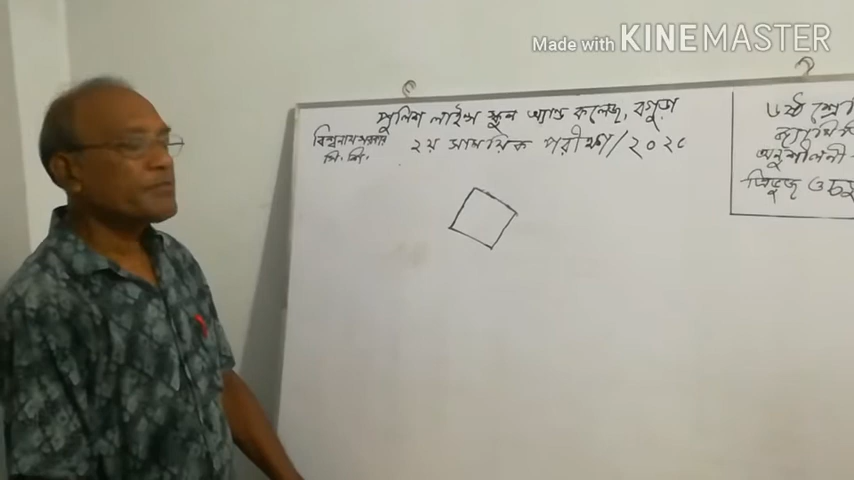 Made with KINEMASTER
পুলিশ লাইন্স স্কুল অ্যান্ড কলেজ, বগুড়া
বিশ্বনাথ সরকার
সি. শি.
২য় সাময়িক পরীক্ষা/২০২০
৬ষ্ঠ শ্রেণি
জ্যামিতি
অনুশীলনী -
ত্রিভুজ ও চতু